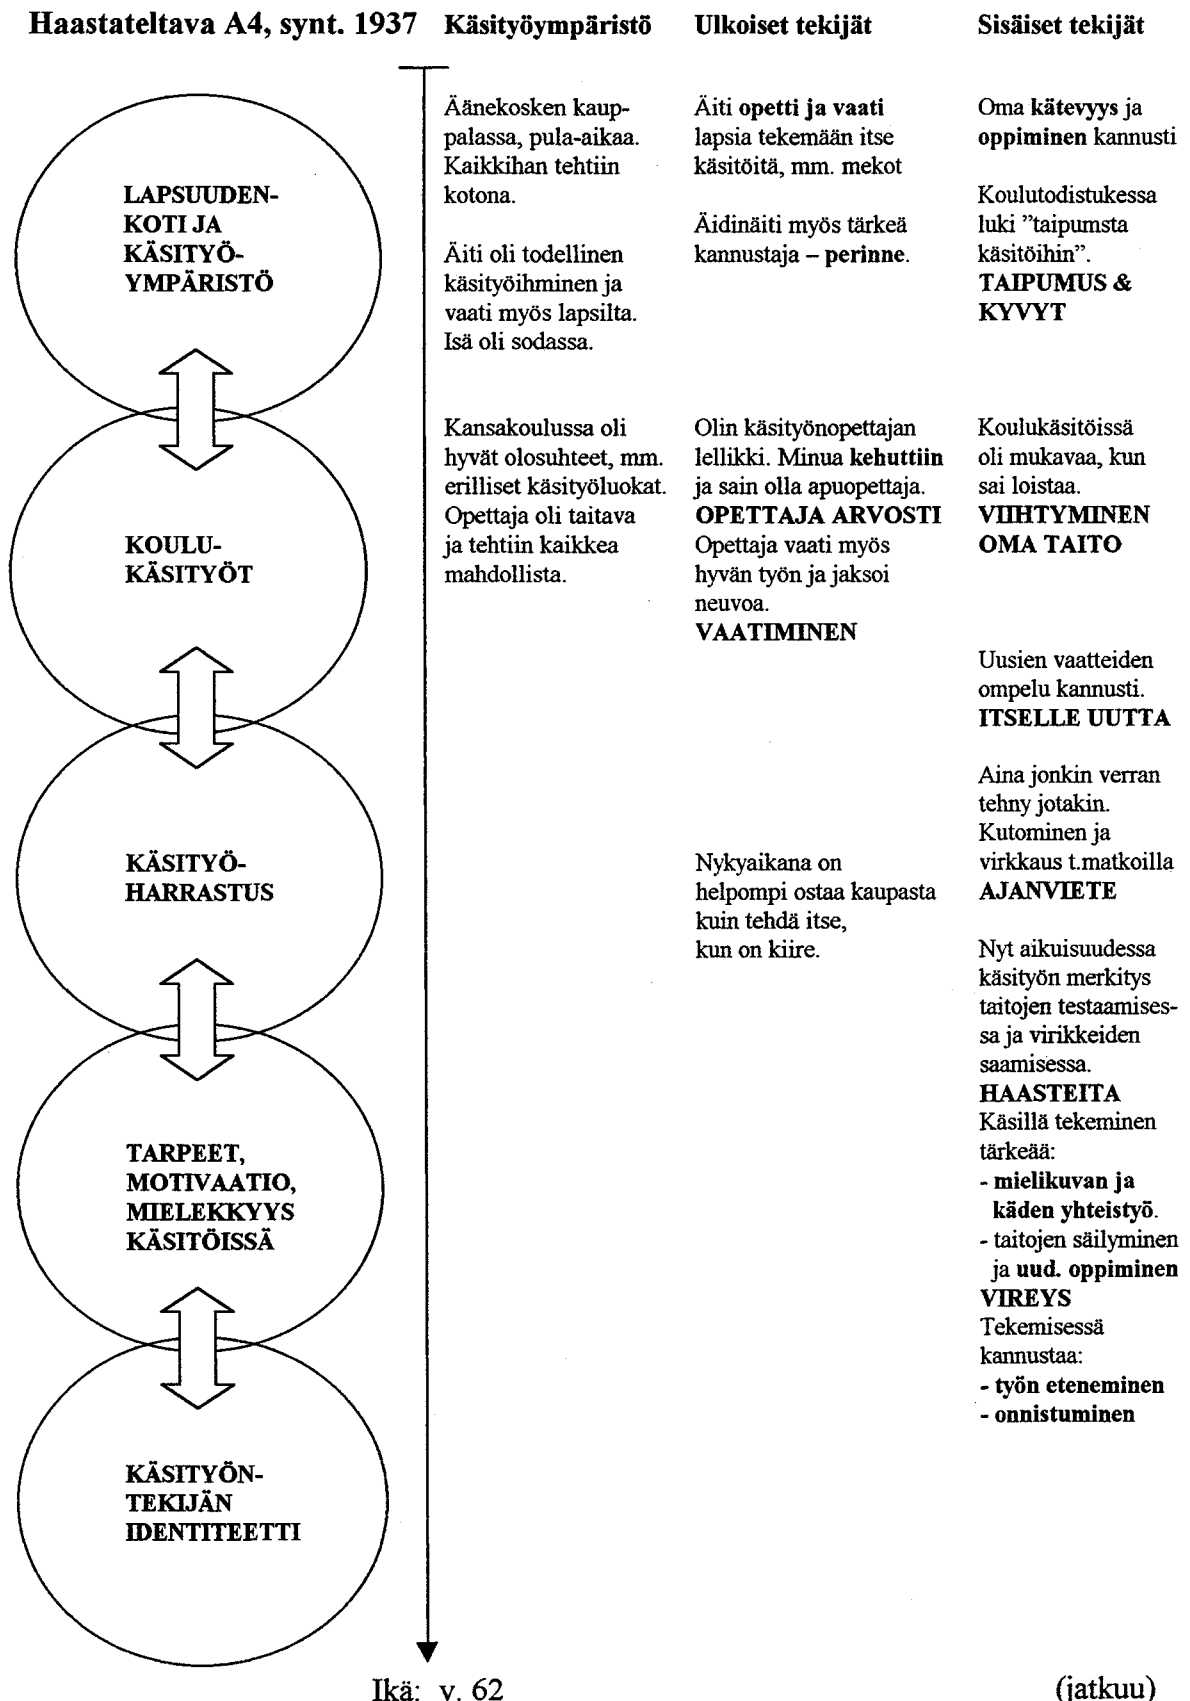 Haastateltava A4, synt. 1937
Käsityöympäristö
Ulkoiset tekijät
Sisäiset tekijät
LAPSUUDEN-
KOTI JA
KÄSITYÖ-
YMPÄRISTÖ
Äänekosken kaup-
palassa, pula-aikaa.
Kaikkihan tehtiin
kotona.
Äiti oli todellinen
käsityöihminen ja
vaati myös lapsilta.
Isä oli sodassa.
Äiti opetti ja vaati
lapsia tekemään itse
käsitöitä, mm. mekot
Äidinäiti myös tärkeä
kannustaja – perinne.
Oma kätevyys ja
oppiminen kannusti
Koulutodistukessa
luki ”taipumsta
käsitöihin”.
TAIPUMUS &
KYVYT
KOULU-
KÄSITYÖT
Kansakoulussa oli
hyvät olosuhteet, mm.
erilliset käsityöluokat.
Opettaja oli taitava
ja tehtiin kaikkea
mahdollista.
Olin käsityönopettajan
lellikki. Minua kehuttiin
ja sain olla apuopettaja.
OPETTAJA ARVOSTI
Opettaja vaati myös
hyvän työn ja jaksoi
neuvoa.
VAATIMINEN
Koulukäsitöissä
oli mukavaa, kun
sai loistaa.
VIIHTYMINEN
OMA TAITO
Uusien vaatteiden
ompelu kannusti.
ITSELLE UUTTA
KÄSITYÖ-
HARRASTUS
Nykyaikana on
helpompi ostaa kaupasta
kuin tehdä itse,
kun on kiire.
Aina jonkin verran
tehny jotakin.
Kutominen ja
virkkaus t.matkoilla
AJANVIETE
Nyt aikuisuudessa
käsityön merkitys
taitojen testaamises-
sa ja virikkeiden
saamisessa.
HAASTEITA
TARPEET,
MOTIVAATIO,
MIELEKKYYS
KÄSITÖISSÄ
Käsillä tekeminen
tärkeää:
- mielikuvan ja
käden yhteistyö.
- taitojen säilyminen
ja uud. oppiminen
VIREYS
Tekemisessä
kannustaa:
- työn eteneminen
- onnistuminen
KÄSITYÖN-
TEKIJÄN
IDENTITEETTI
Ikä: v. 62
(jatkuu)